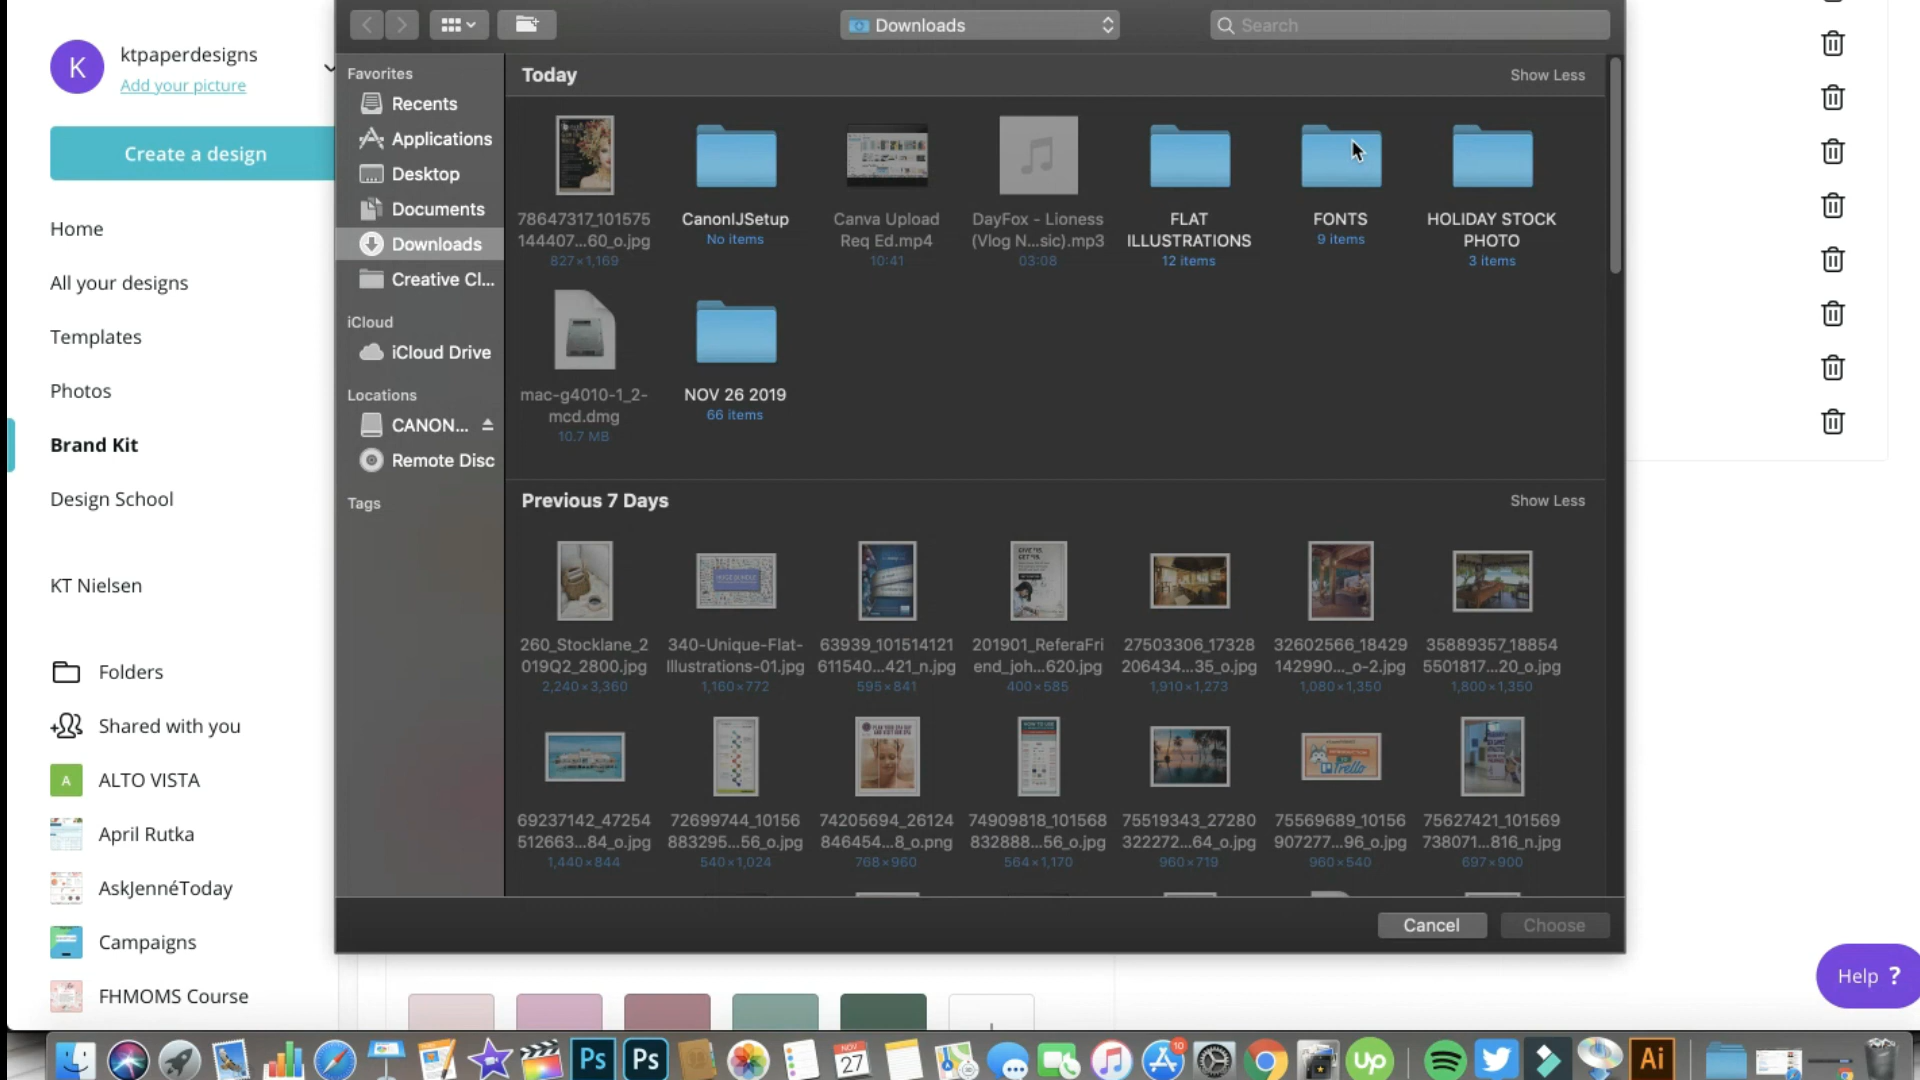 K
ktpaperdesigns
Add your picture
Create a design
Home
All your designs
Templates
Photos
Brand Kit
Design School
KT Nielsen
Folders
Shared with you
A
ALTO VISTA
April Rutka
AskJennéToday
Campaigns
FHMOMS Course
Downloads
Search
Favorites
Recents
Applications
Desktop
Documents
Downloads
Creative Cl...
iCloud
iCloud Drive
Locations
CANON...
Remote Disc
Tags
Today
Show Less
78647317_101575
144407...60_o.jpg
827×1,169
CanonIJSetup
No items
Canva Upload
Req Ed.mp4
10:41
DayFox - Lioness
(Vlog N...sic).mp3
03:08
FLAT
ILLUSTRATIONS
12 items
FONTS
9 items
HOLIDAY STOCK
PHOTO
3 items
mac-g4010-1_2-
mcd.dmg
10.7 MB
NOV 26 2019
66 items
Previous 7 Days
Show Less
260_Stocklane_2
019Q2_2800.jpg
2,240×3,360
340-Unique-Flat-
Illustrations-01.jpg
1,160×772
63939_101514121
611540...421_n.jpg
595×841
201901_ReferaFri
end_joh...620.jpg
400×585
27503306_17328
206434...35_o.jpg
1,910×1,273
32602566_18429
142990..._o-2.jpg
1,080×1,350
35889357_18854
5501817...20_o.jpg
1,800×1,350
Trello
69237142_47254
512663...84_o.jpg
1,440×844
72699744_10156
883295...56_o.jpg
540×1,024
74205694_26124
846454...8_o.png
768×960
74909818_101568
832888...56_o.jpg
564×1,170
75519343_27280
322272...64_o.jpg
960×719
75569689_10156
907277...96_o.jpg
960×540
75627421_101569
738071...816_n.jpg
697×900
Cancel
Choose
Help ?
Ps
Ps
NOV
27
10
Up
Ai